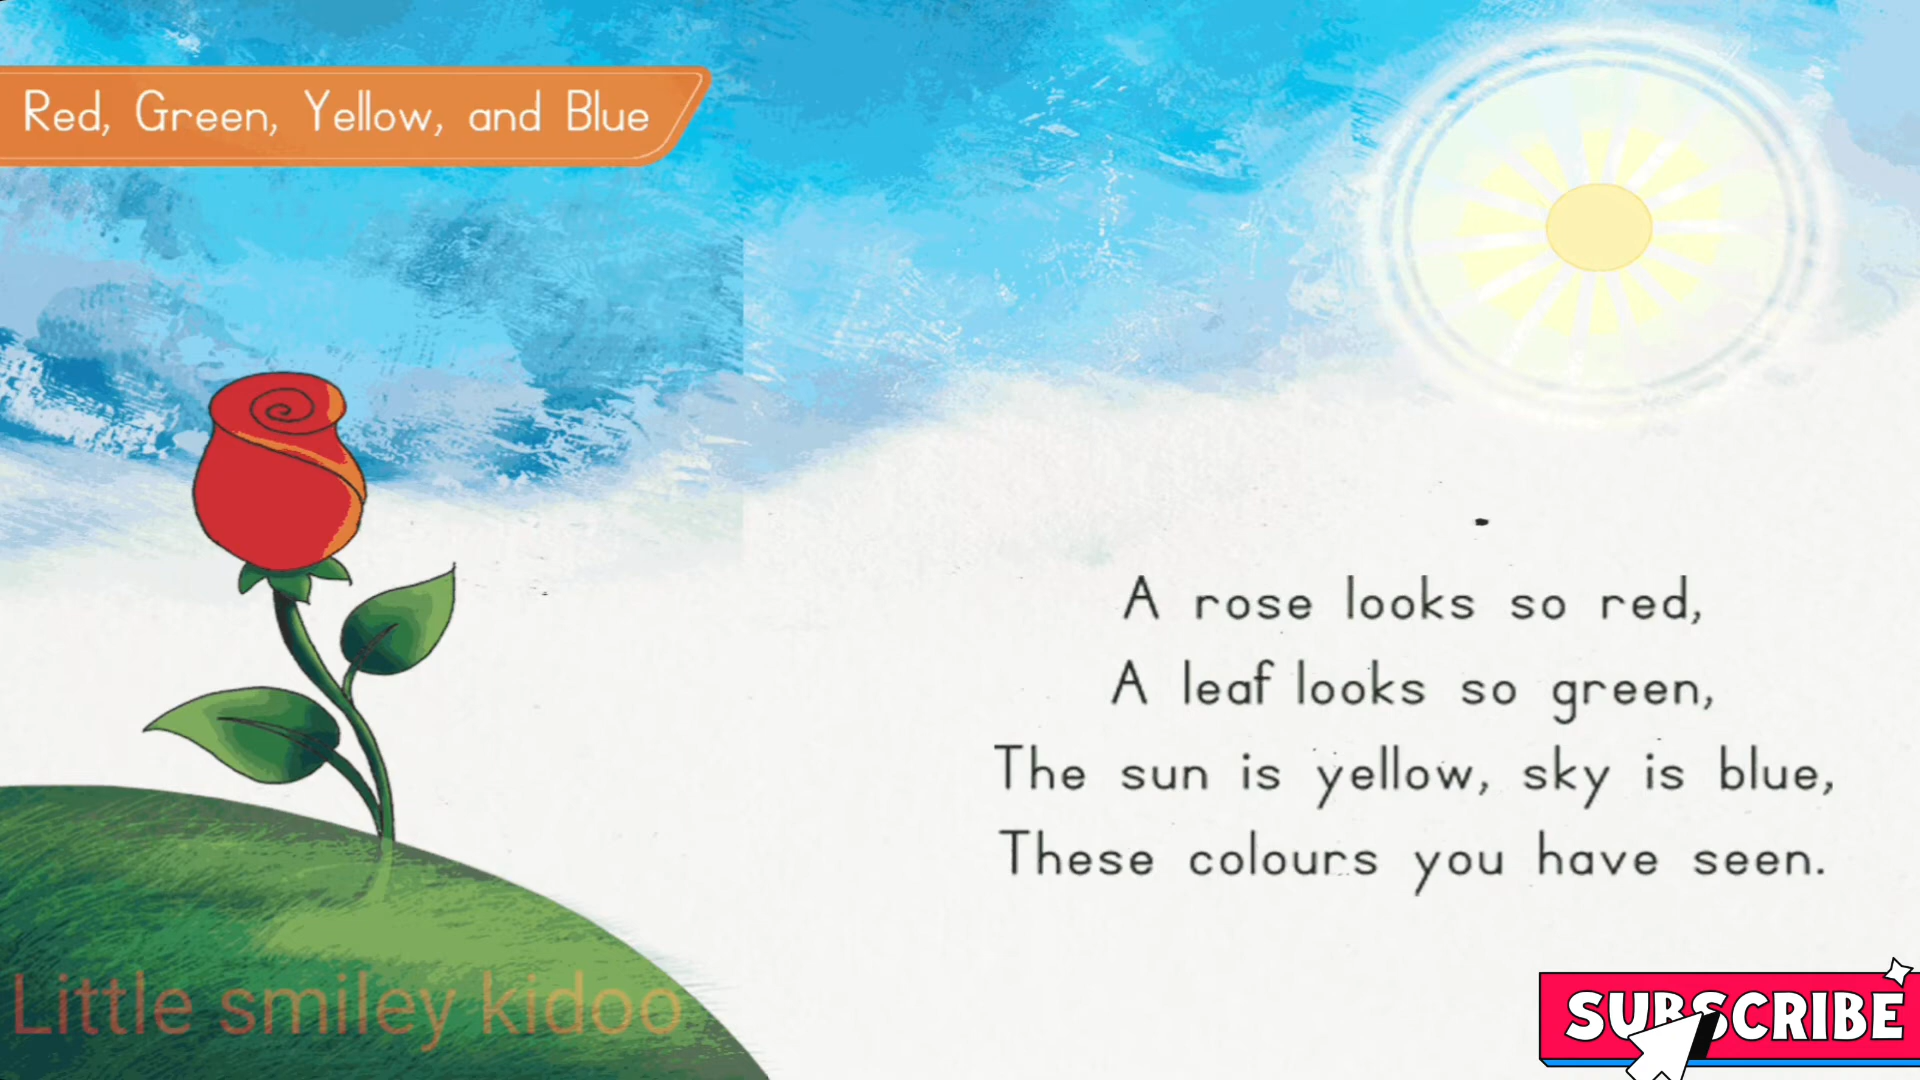 Red, Green, Yellow, and Blue
A rose looks so red,
A leaf looks so green,
The sun is yellow, sky is blue,
These colours you have seen.
Little smiley kidoo
SUBSCRIBE